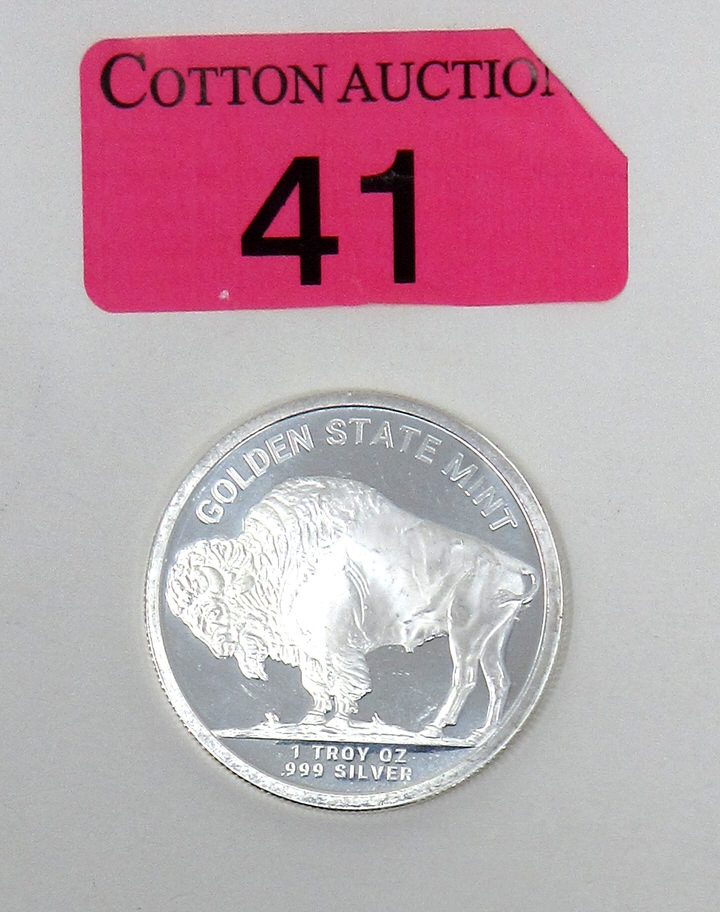 COTTON AUCTION
41
GOLDEN STATE MINT
1 TROY OZ
.999 SILVER